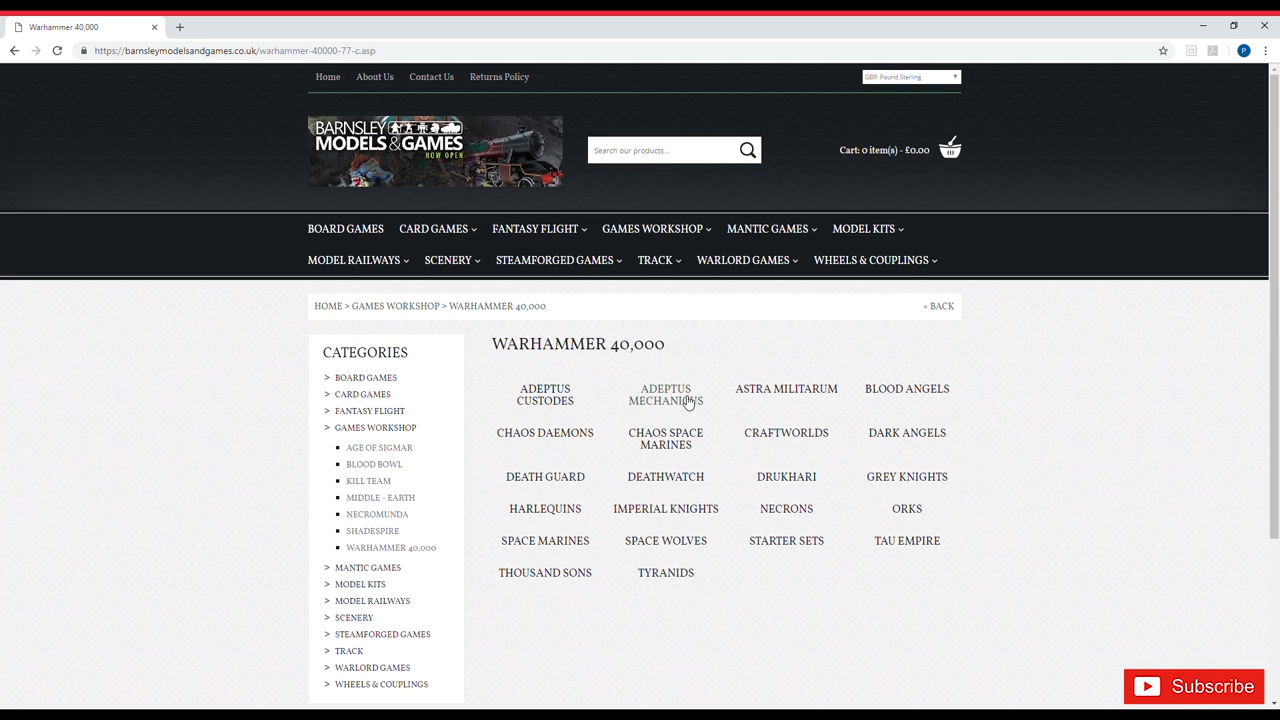 Warhammer 40,000
https://barnsleymodelsandgames.co.uk/warhammer-40000-77-c.asp
P
Home About Us Contact Us Returns Policy
GBP: Pound Sterling
BARNSLEY
MODELS & GAMES
NOW OPEN
Search our products...
Cart: 0 item(s) - £0.00
BOARD GAMES CARD GAMES FANTASY FLIGHT GAMES WORKSHOP MANTIC GAMES MODEL KITS
MODEL RAILWAYS SCENERY STEAMFORGED GAMES TRACK WARLORD GAMES WHEELS & COUPLINGS
HOME > GAMES WORKSHOP > WARHAMMER 40,000
« BACK
CATEGORIES
> BOARD GAMES
> CARD GAMES
> FANTASY FLIGHT
> GAMES WORKSHOP
AGE OF SIGMAR
BLOOD BOWL
KILL TEAM
MIDDLE - EARTH
NECROMUNDA
SHADESPIRE
WARHAMMER 40,000
> MANTIC GAMES
> MODEL KITS
> MODEL RAILWAYS
> SCENERY
> STEAMFORGED GAMES
> TRACK
> WARLORD GAMES
> WHEELS & COUPLINGS
WARHAMMER 40,000
ADEPTUS
CUSTODES
ADEPTUS
MECHANICUS
ASTRA MILITARUM
BLOOD ANGELS
CHAOS DAEMONS
CHAOS SPACE
MARINES
CRAFTWORLDS
DARK ANGELS
DEATH GUARD
DEATHWATCH
DRUKHARI
GREY KNIGHTS
HARLEQUINS
IMPERIAL KNIGHTS
NECRONS
ORKS
SPACE MARINES
SPACE WOLVES
STARTER SETS
TAU EMPIRE
THOUSAND SONS
TYRANIDS
Subscribe